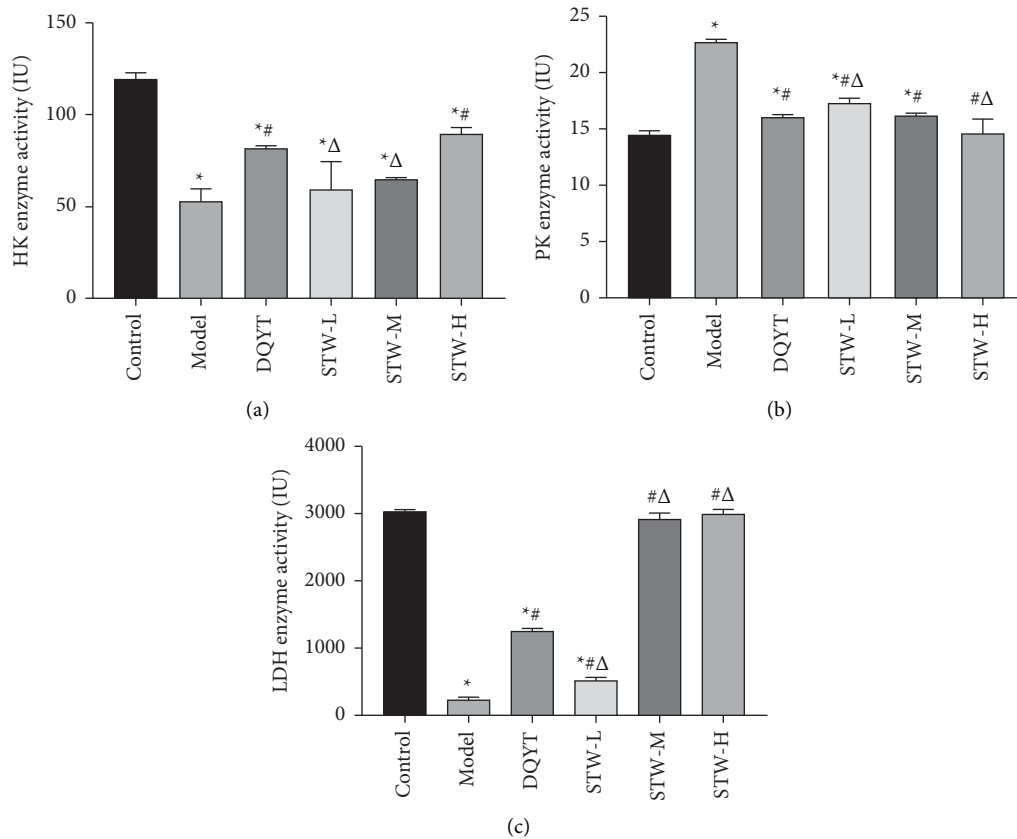 HK enzyme activity (IU)
150
100
50
0
*
*#
*Δ
*Δ
*#
Control
Model
DQYT
STW-L
STW-M
STW-H
(a)
PK enzyme activity (IU)
25
20
15
10
5
0
*
*#
*#Δ
*#
#Δ
Control
Model
DQYT
STW-L
STW-M
STW-H
(b)
LDH enzyme activity (IU)
4000
3000
2000
1000
0
*
*#
*#Δ
#Δ
#Δ
Control
Model
DQYT
STW-L
STW-M
STW-H
(c)